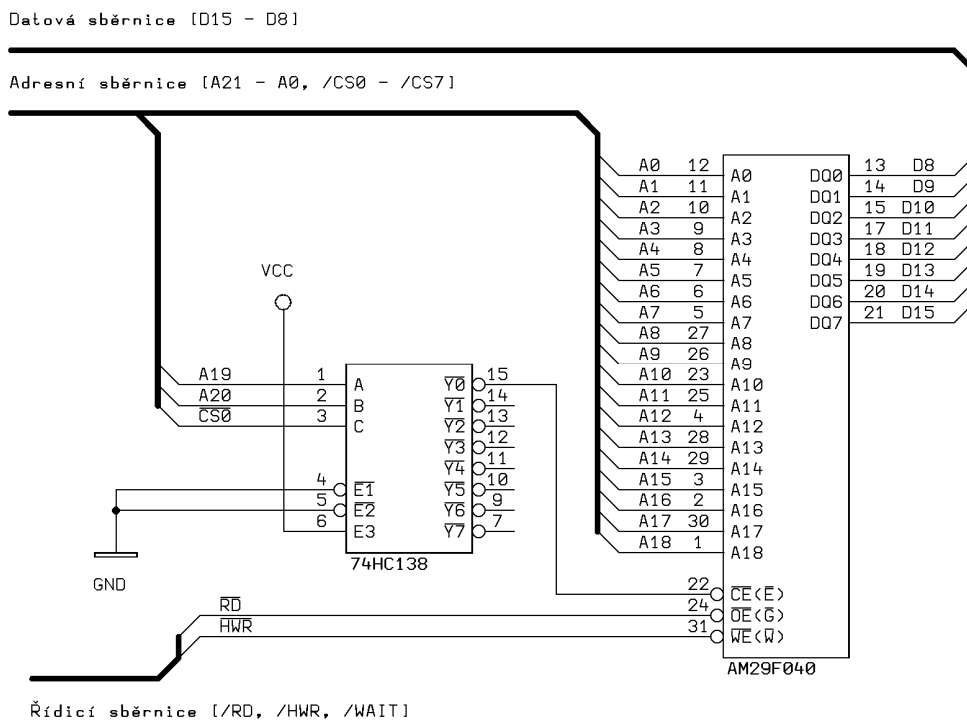 Datová sběrnice [D15 - D8]
Adresní sběrnice [A21 - A0, /CS0 - /CS7]
A0 12 A0 DQ0 13 D8
A1 11 A1 DQ1 14 D9
A2 10 A2 DQ2 15 D10
A3 9 A3 DQ3 17 D11
A4 8 A4 DQ4 18 D12
A5 7 A5 DQ5 19 D13
A6 6 A6 DQ6 20 D14
A7 5 A7 DQ7 21 D15
A8 27 A8
A9 26 A9
A10 23 A10
A11 25 A11
A12 4 A12
A13 28 A13
A14 29 A14
A15 3 A15
A16 2 A16
A17 30 A17
A18 1 A18
22 CE(E)
24 OE(G)
31 WE(W)
AM29F040
VCC
A19 1 A Y0 15
A20 2 B Y1 14
CS0 3 C Y2 13
Y3 12
Y4 11
4 E1 Y5 10
5 E2 Y6 9
6 E3 Y7 7
74HC138
GND
RD
HWR
Řídicí sběrnice [/RD, /HWR, /WAIT]